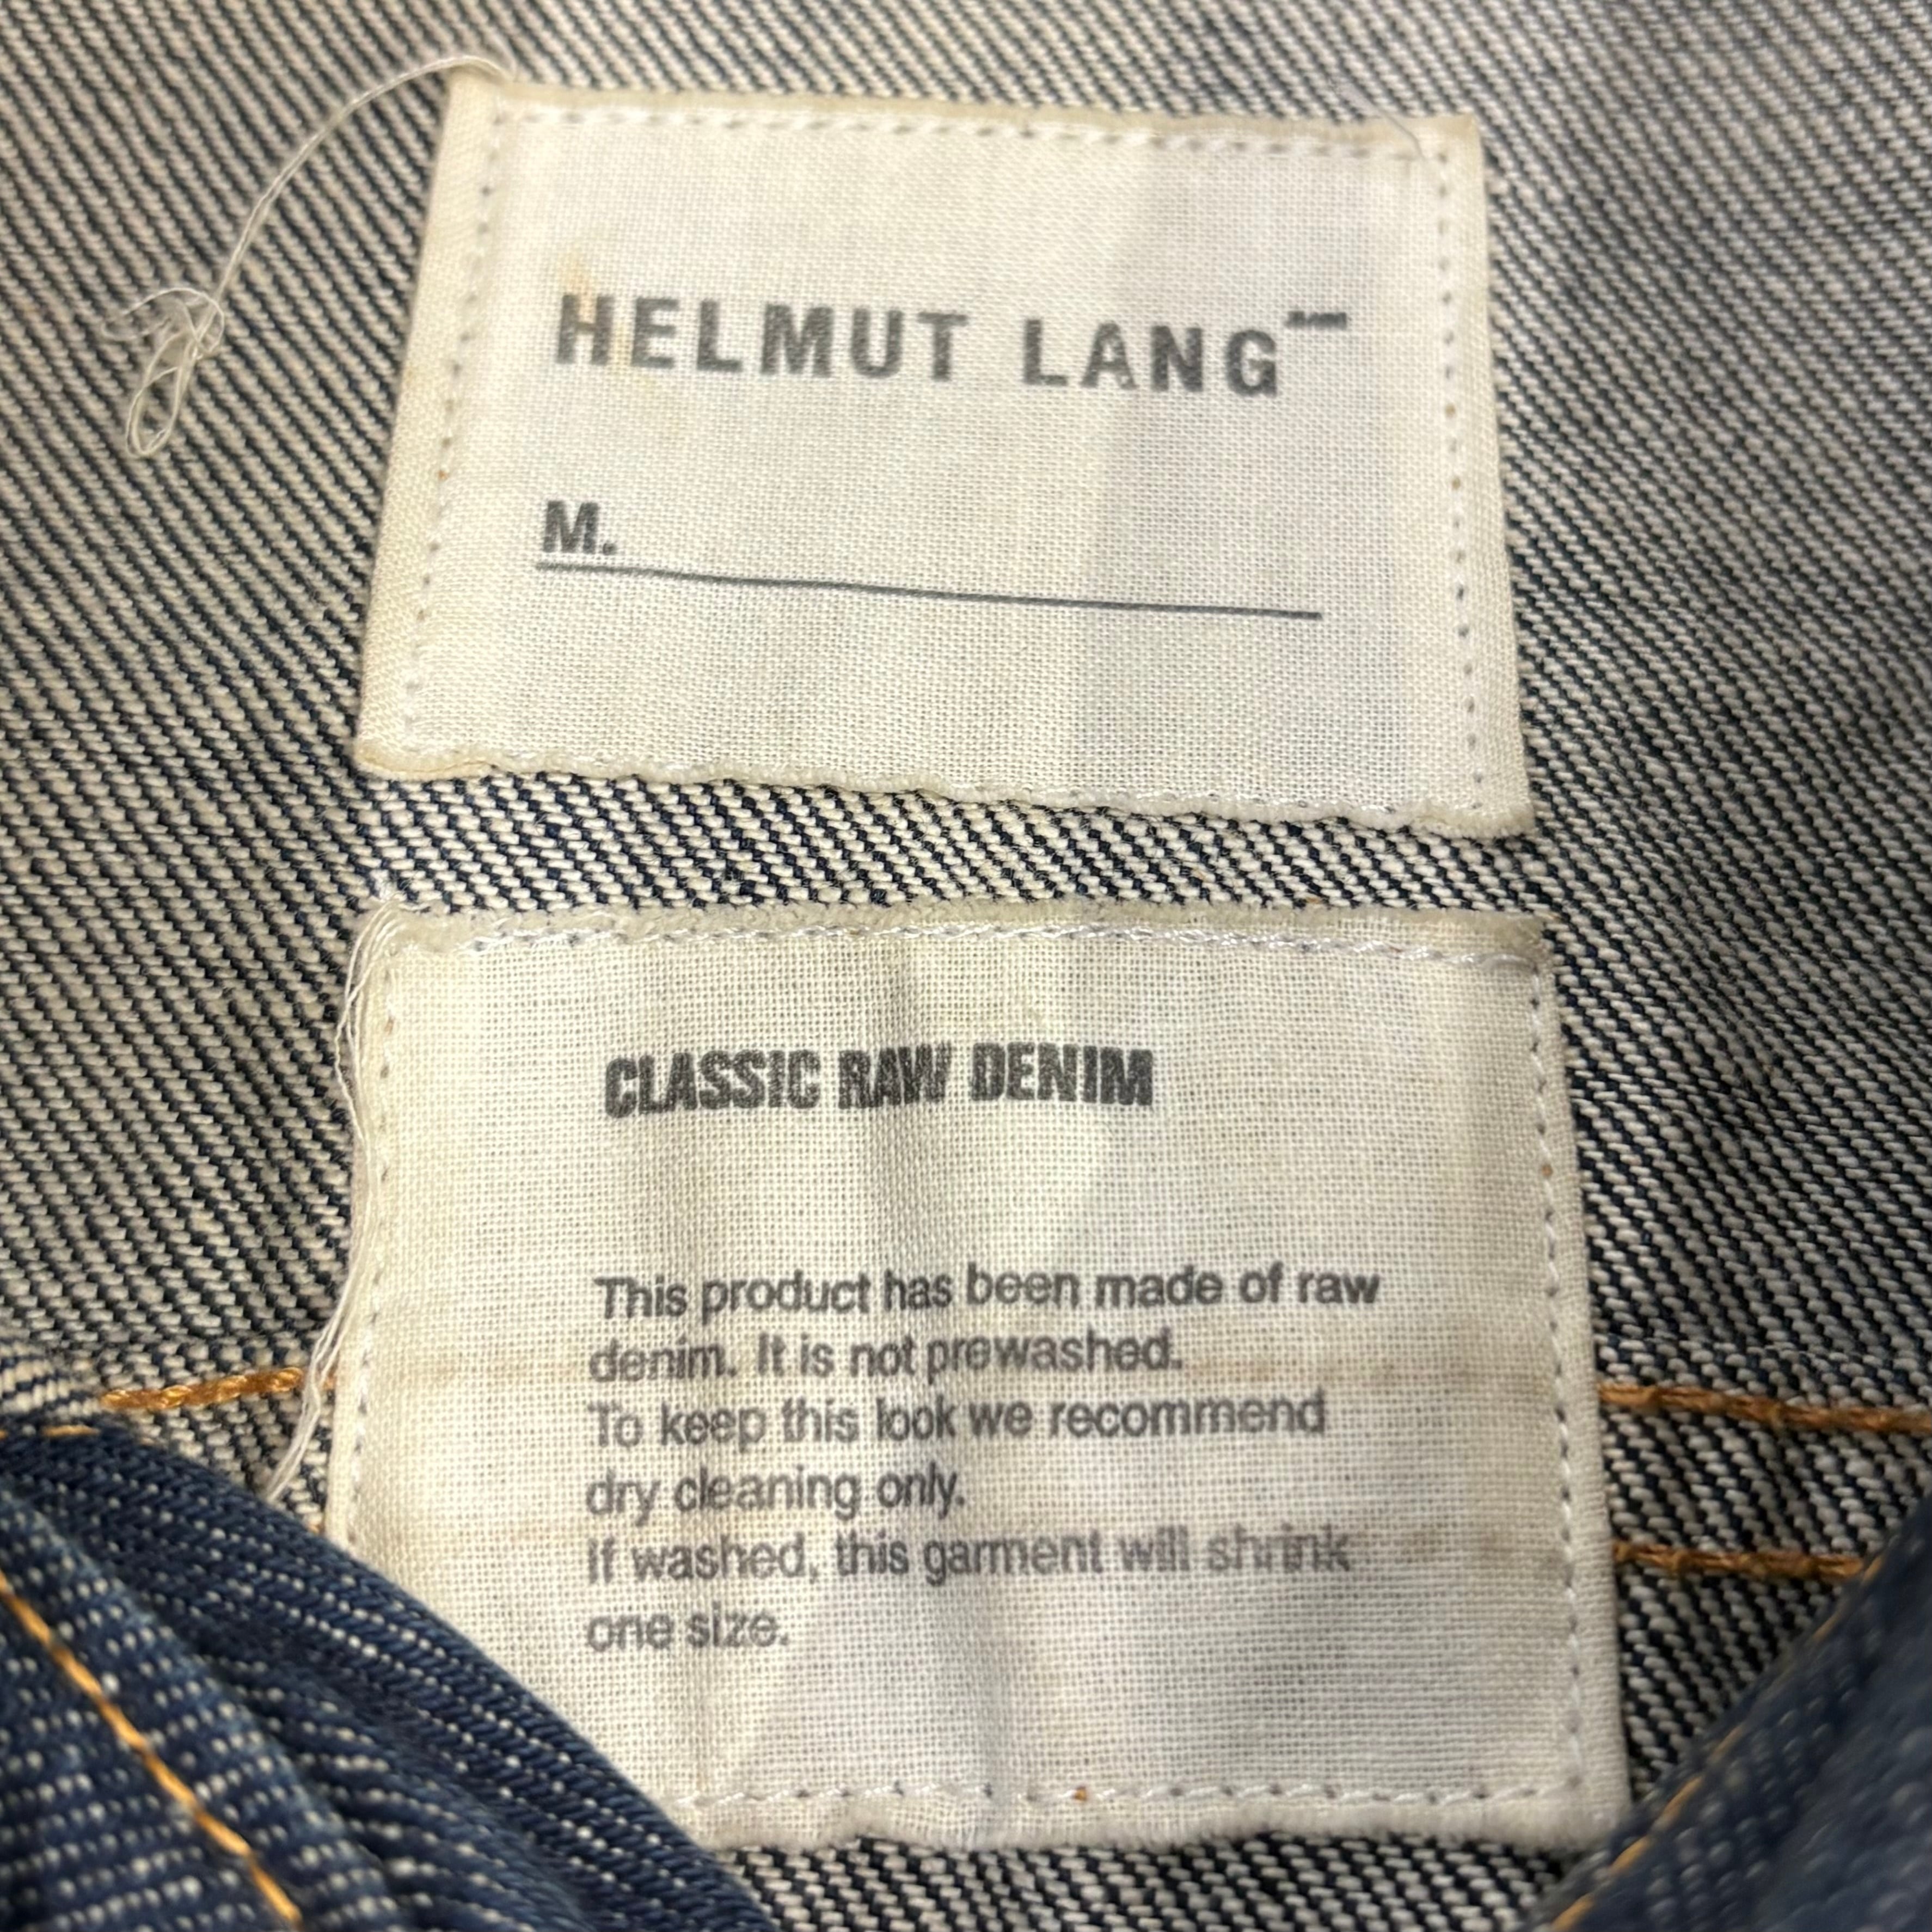 HELMUT LANG
M.
CLASSIC RAW DENIM
This product has been made of raw
denim. It is not prewashed.
To keep this look we recommend
dry cleaning only.
If washed, this garment will shrink
one size.